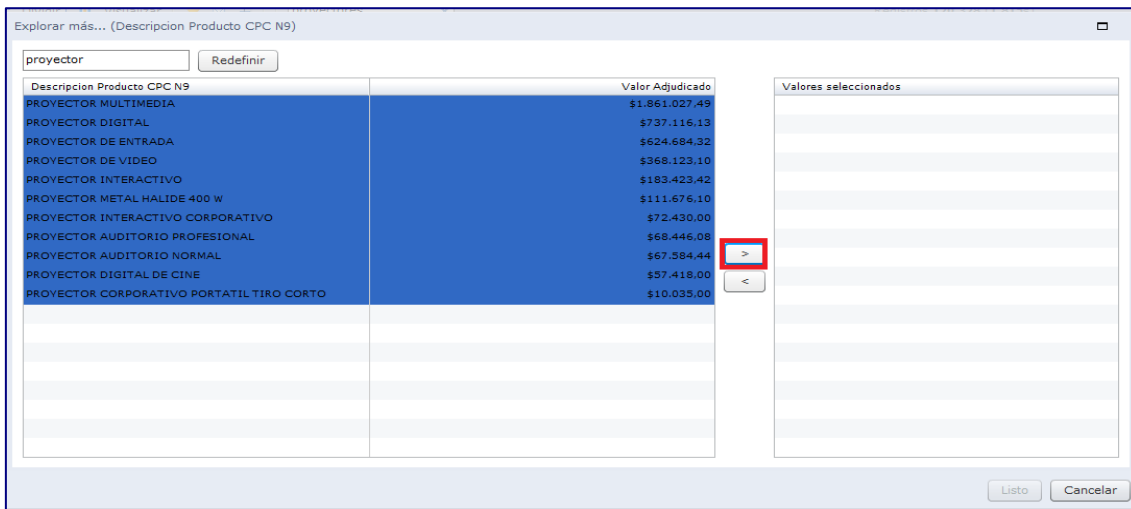 Explorar más... (Descripcion Producto CPC N9)
proyector Redefinir
Descripcion Producto CPC N9 Valor Adjudicado Valores seleccionados
PROYECTOR MULTIMEDIA $1.861.027,49
PROYECTOR DIGITAL $737.116,13
PROYECTOR DE ENTRADA $624.684,32
PROYECTOR DE VIDEO $368.123,10
PROYECTOR INTERACTIVO $183.423,42
PROYECTOR METAL HALIDE 400 W $111.676,10
PROYECTOR INTERACTIVO CORPORATIVO $72.430,00
PROYECTOR AUDITORIO PROFESIONAL $68.446,08
PROYECTOR AUDITORIO NORMAL $67.584,44
>
PROYECTOR DIGITAL DE CINE $57.418,00
<
PROYECTOR CORPORATIVO PORTATIL TIRO CORTO $10.035,00
Listo Cancelar